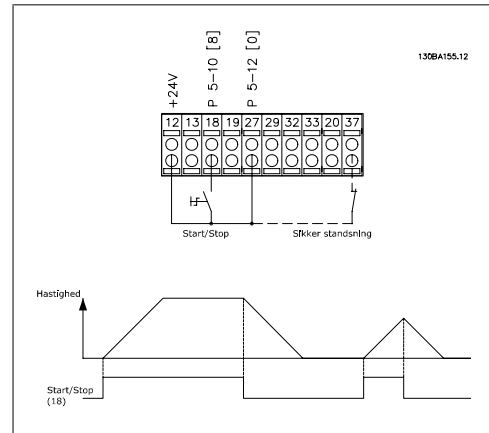 130BA155.12
+24V
P 5-10 [8]
P 5-12 [0]
12 13 18 19 27 29 32 33 20 37
Start/Stop
Sikker standsning
Hastighed
Start/Stop
(18)